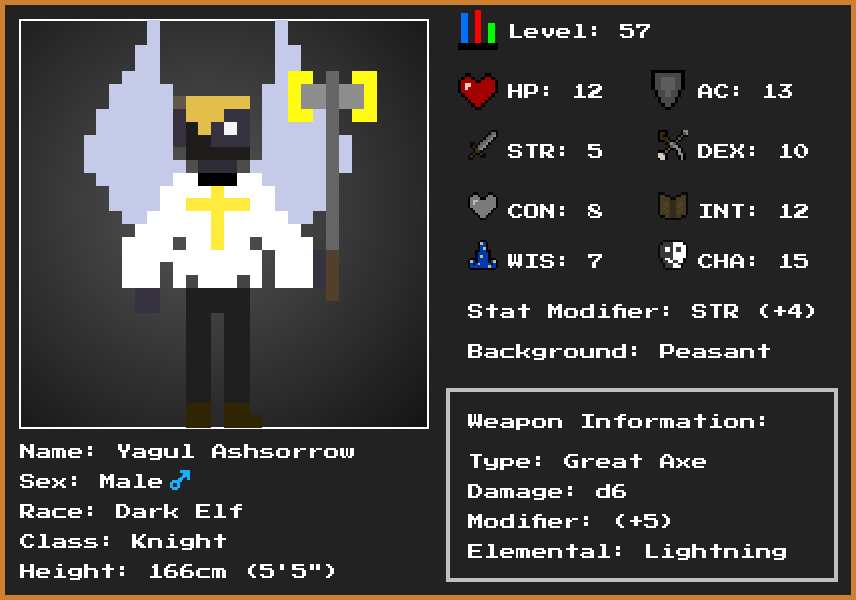 Level: 57
HP: 12 AC: 13
STR: 5 DEX: 10
CON: 8 INT: 12
WIS: 7 CHA: 15
Stat Modifier: STR (+4)
Background: Peasant
Weapon Information:
Type: Great Axe
Damage: d6
Modifier: (+5)
Elemental: Lightning
Name: Yagul Ashsorrow
Sex: Male♂
Race: Dark Elf
Class: Knight
Height: 166cm (5'5")